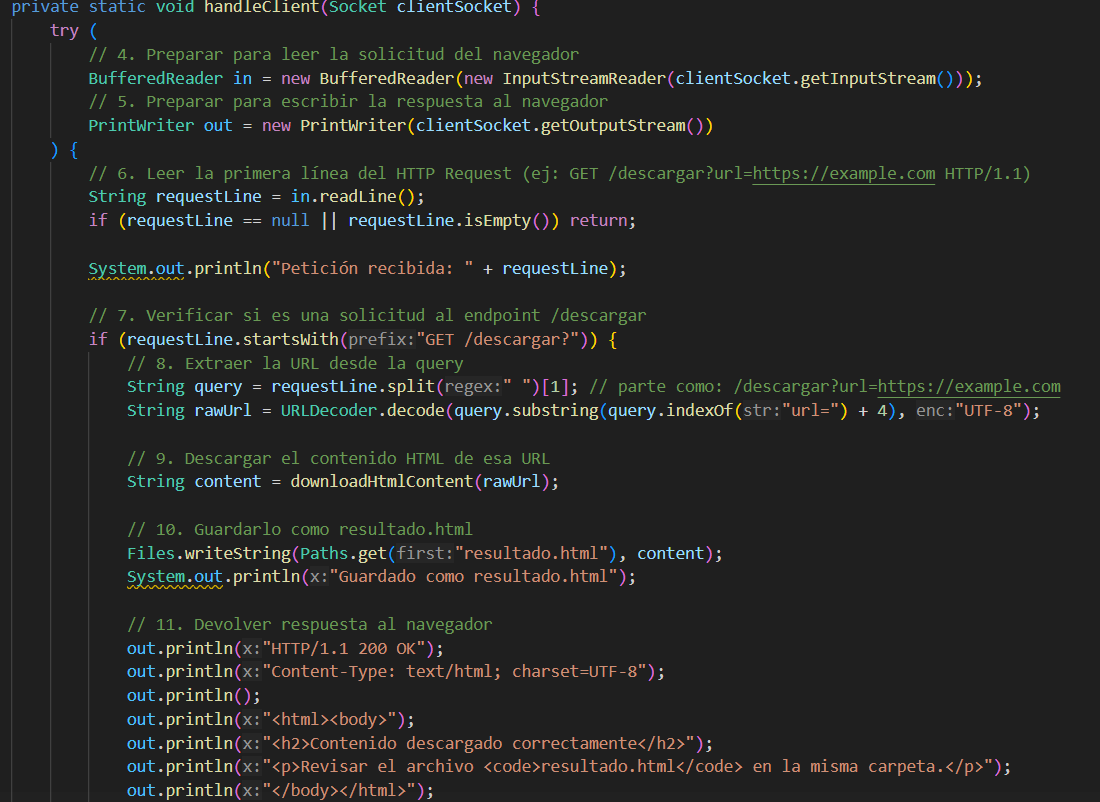 private static void handleClient(Socket clientSocket) {
    try (
        // 4. Preparar para leer la solicitud del navegador
        BufferedReader in = new BufferedReader(new InputStreamReader(clientSocket.getInputStream()));
        // 5. Preparar para escribir la respuesta al navegador
        PrintWriter out = new PrintWriter(clientSocket.getOutputStream())
    ) {
        // 6. Leer la primera línea del HTTP Request (ej: GET /descargar?url=https://example.com HTTP/1.1)
        String requestLine = in.readLine();
        if (requestLine == null || requestLine.isEmpty()) return;

        System.out.println("Petición recibida: " + requestLine);

        // 7. Verificar si es una solicitud al endpoint /descargar
        if (requestLine.startsWith(prefix:"GET /descargar?")) {
            // 8. Extraer la URL desde la query
            String query = requestLine.split(regex:" ")[1]; // parte como: /descargar?url=https://example.com
            String rawUrl = URLDecoder.decode(query.substring(query.indexOf(str:"url=") + 4), enc:"UTF-8");

            // 9. Descargar el contenido HTML de esa URL
            String content = downloadHtmlContent(rawUrl);

            // 10. Guardarlo como resultado.html
            Files.writeString(Paths.get(first:"resultado.html"), content);
            System.out.println(x:"Guardado como resultado.html");

            // 11. Devolver respuesta al navegador
            out.println(x:"HTTP/1.1 200 OK");
            out.println(x:"Content-Type: text/html; charset=UTF-8");
            out.println();
            out.println(x:"<html><body>");
            out.println(x:"<h2>Contenido descargado correctamente</h2>");
            out.println(x:"<p>Revisar el archivo <code>resultado.html</code> en la misma carpeta.</p>");
            out.println(x:"</body></html>");